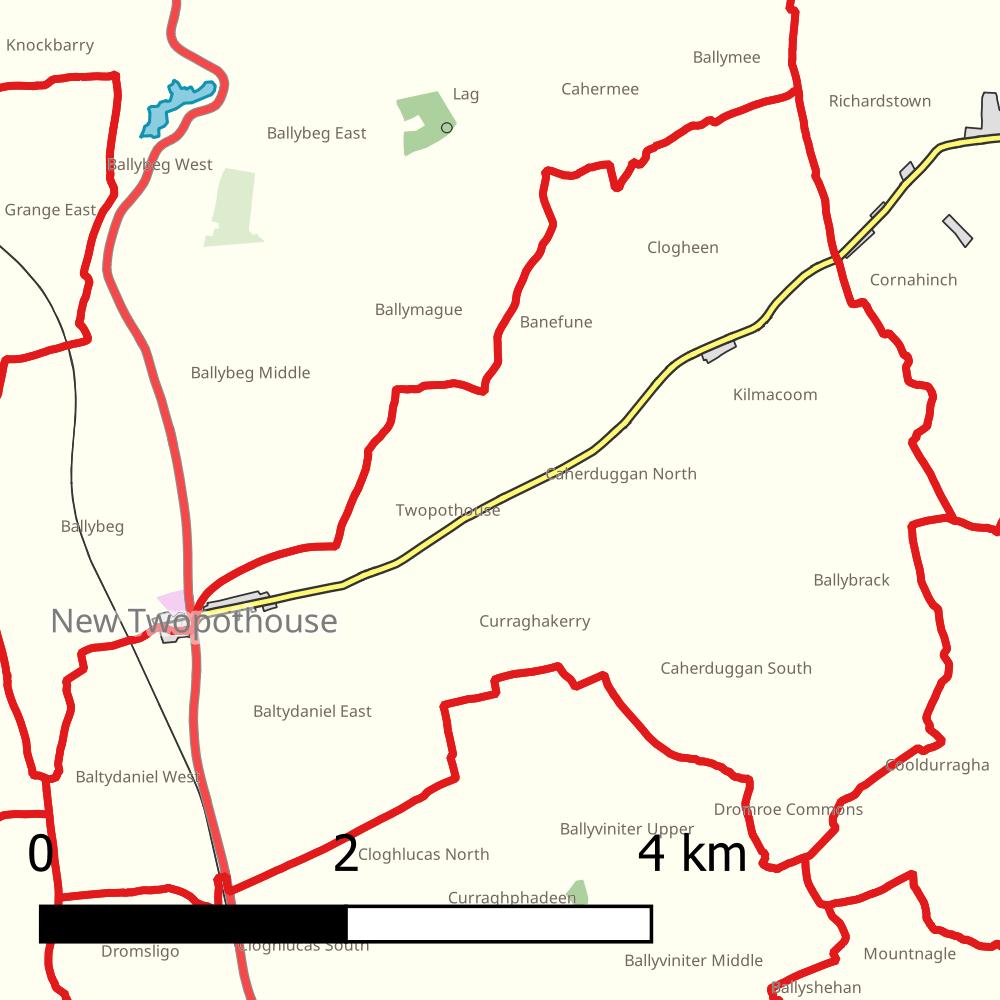 Knockbarry
Ballymee
Cahermee
Lag
Richardstown
Ballybeg East
Ballybeg West
Grange East
Clogheen
Cornahinch
Ballymague
Banefune
Ballybeg Middle
Kilmacoom
Caherduggan North
Twopothouse
Ballybeg
Ballybrack
New Twopothouse
Curraghakerry
Caherduggan South
Baltydaniel East
Cooldurragha
Baltydaniel West
Dromroe Commons
Ballyviniter Upper
0 2 4 km
Cloghlucas North
Curraghphadeen
Cloghlucas South
Dromsligo
Mountnagle
Ballyviniter Middle
Ballyshehan